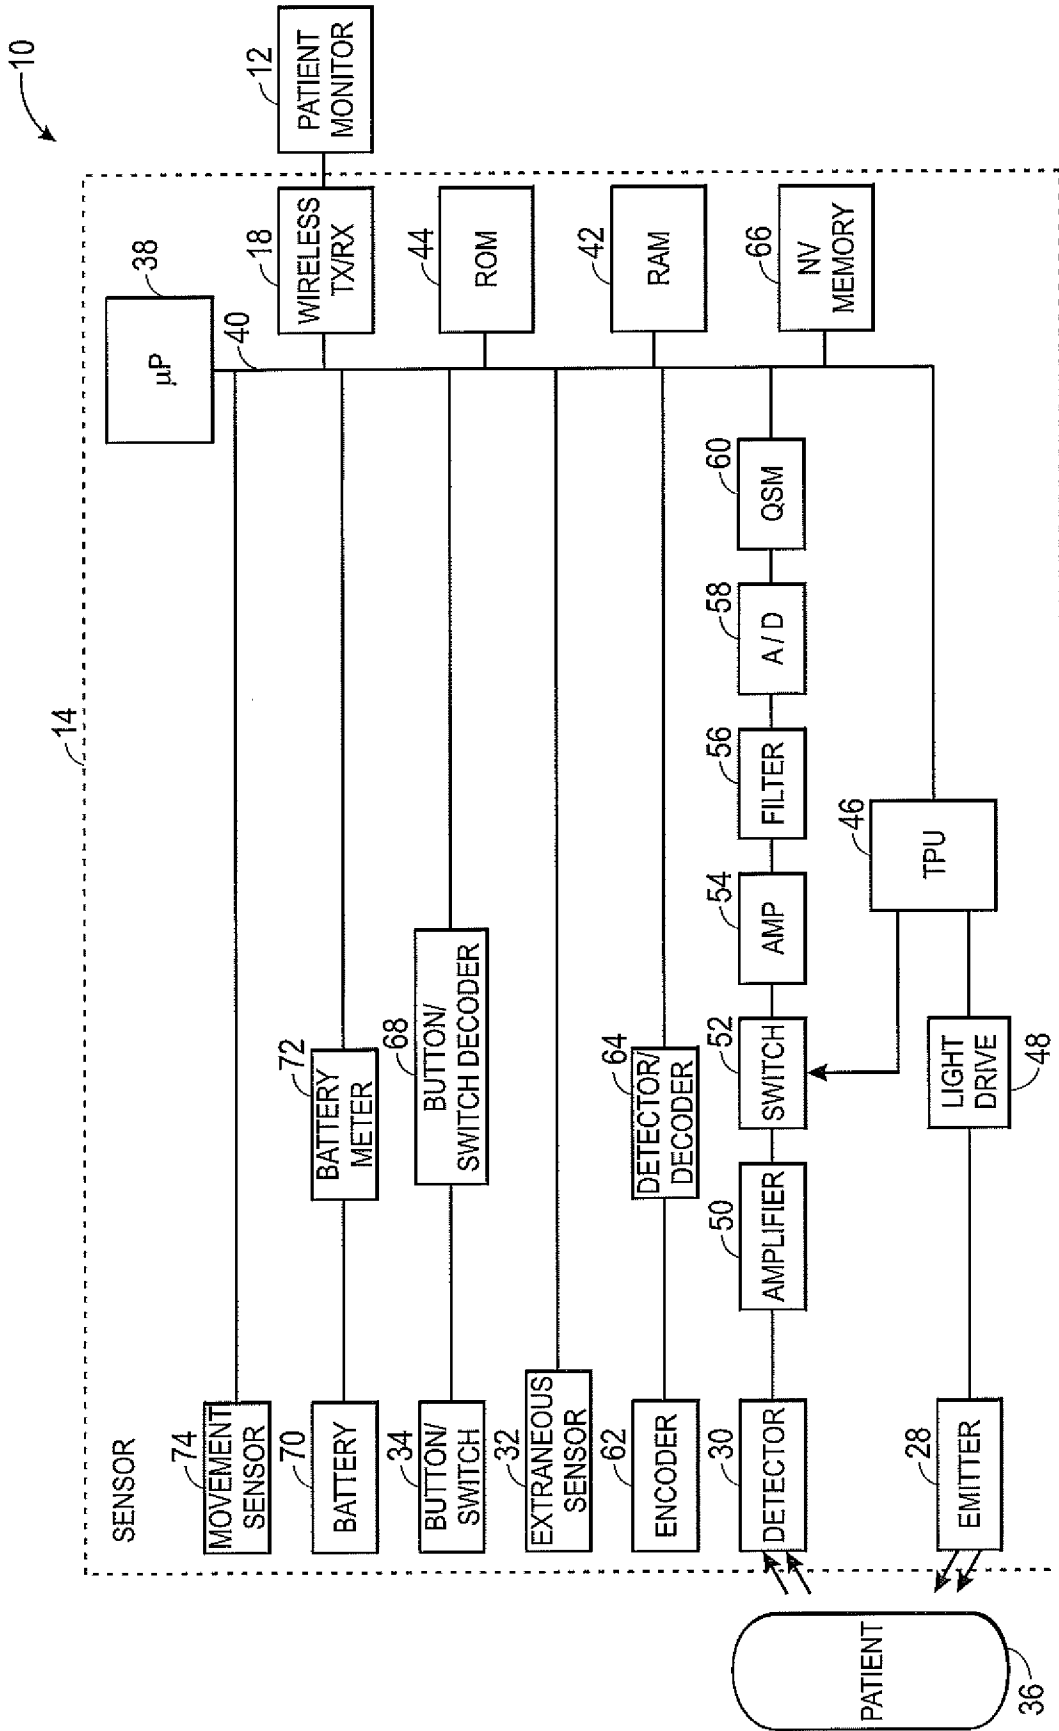 10
14
SENSOR
38
μP
40
74
MOVEMENT
SENSOR
18
WIRELESS
TX/RX
12
PATIENT
MONITOR
70
BATTERY
72
BATTERY
METER
34
BUTTON/
SWITCH
68
BUTTON/
SWITCH DECODER
44
ROM
32
EXTRANEOUS
SENSOR
62
ENCODER
64
DETECTOR/
DECODER
42
RAM
30
DETECTOR
50
AMPLIFIER
52
SWITCH
54
AMP
56
FILTER
58
A / D
60
QSM
66
NV
MEMORY
46
TPU
28
EMITTER
LIGHT
DRIVE
48
PATIENT
36